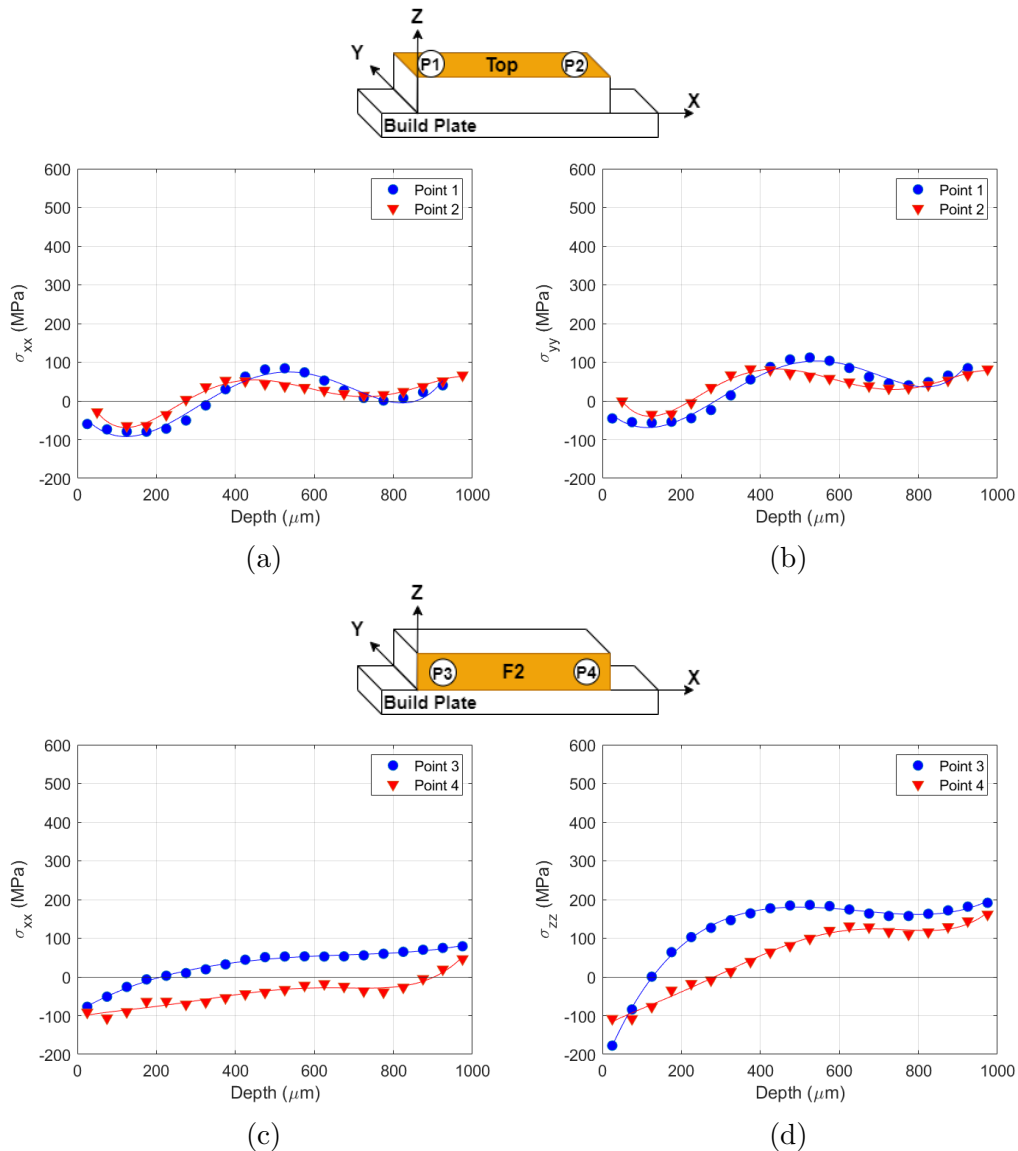 Z
Y
P1 Top P2
X
Build Plate
600
500
400
300
200
100
0
-100
-200
σxx (MPa)
Point 1
Point 2
0 200 400 600 800 1000
Depth (μm)
(a)
600
500
400
300
200
100
0
-100
-200
σyy (MPa)
Point 1
Point 2
0 200 400 600 800 1000
Depth (μm)
(b)
Z
Y
P3 F2 P4
X
Build Plate
600
500
400
300
200
100
0
-100
-200
σxx (MPa)
Point 3
Point 4
0 200 400 600 800 1000
Depth (μm)
(c)
600
500
400
300
200
100
0
-100
-200
σzz (MPa)
Point 3
Point 4
0 200 400 600 800 1000
Depth (μm)
(d)